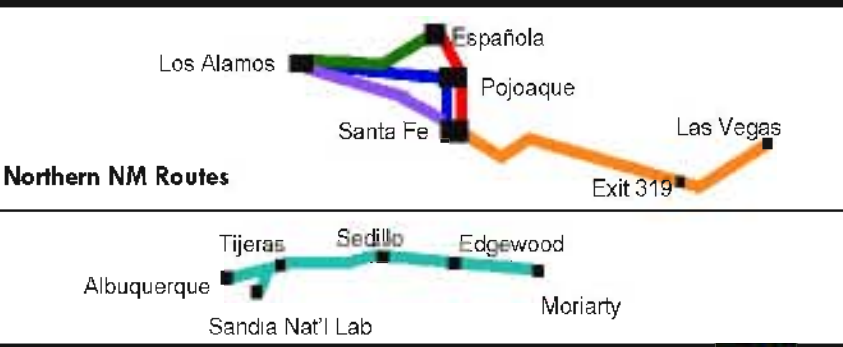 Española
Los Alamos
Pojoaque
Santa Fe
Las Vegas
Northern NM Routes
Exit 319
Tijeras
Sedillo
Edgewood
Albuquerque
Moriarty
Sandia Nat'l Lab